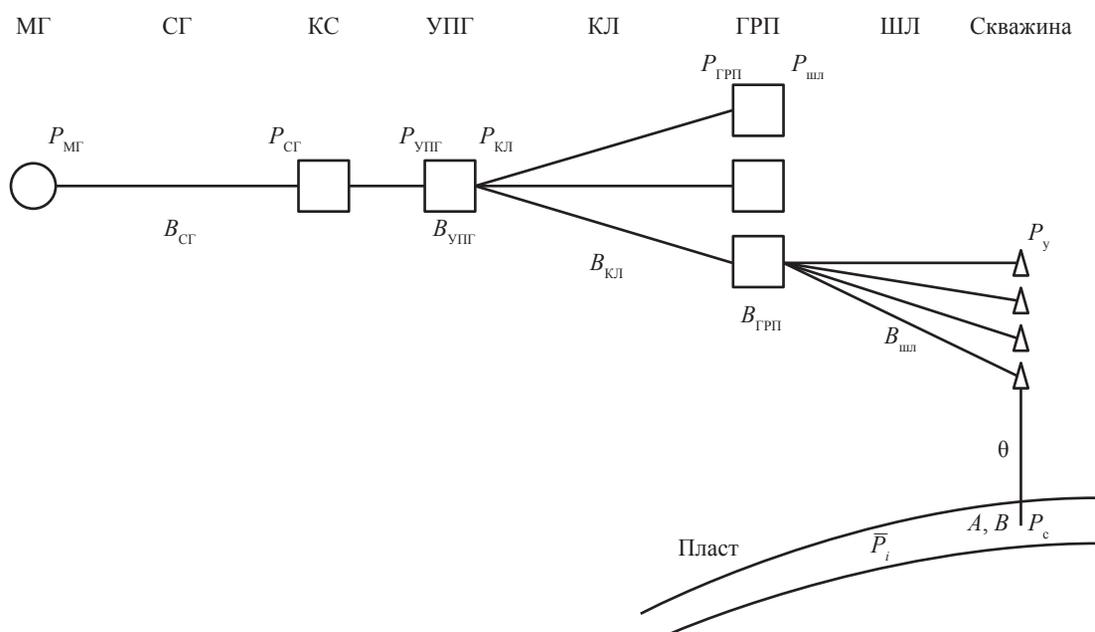 МГ СГ КС УПГ КЛ ГРП ШЛ Скважина
P_ГРП P_шл
P_МГ P_СГ P_УПГ P_КЛ
B_СГ B_УПГ P_у
B_КЛ
B_ГРП
B_шл
θ
A, B P_с
Пласт P̅_i